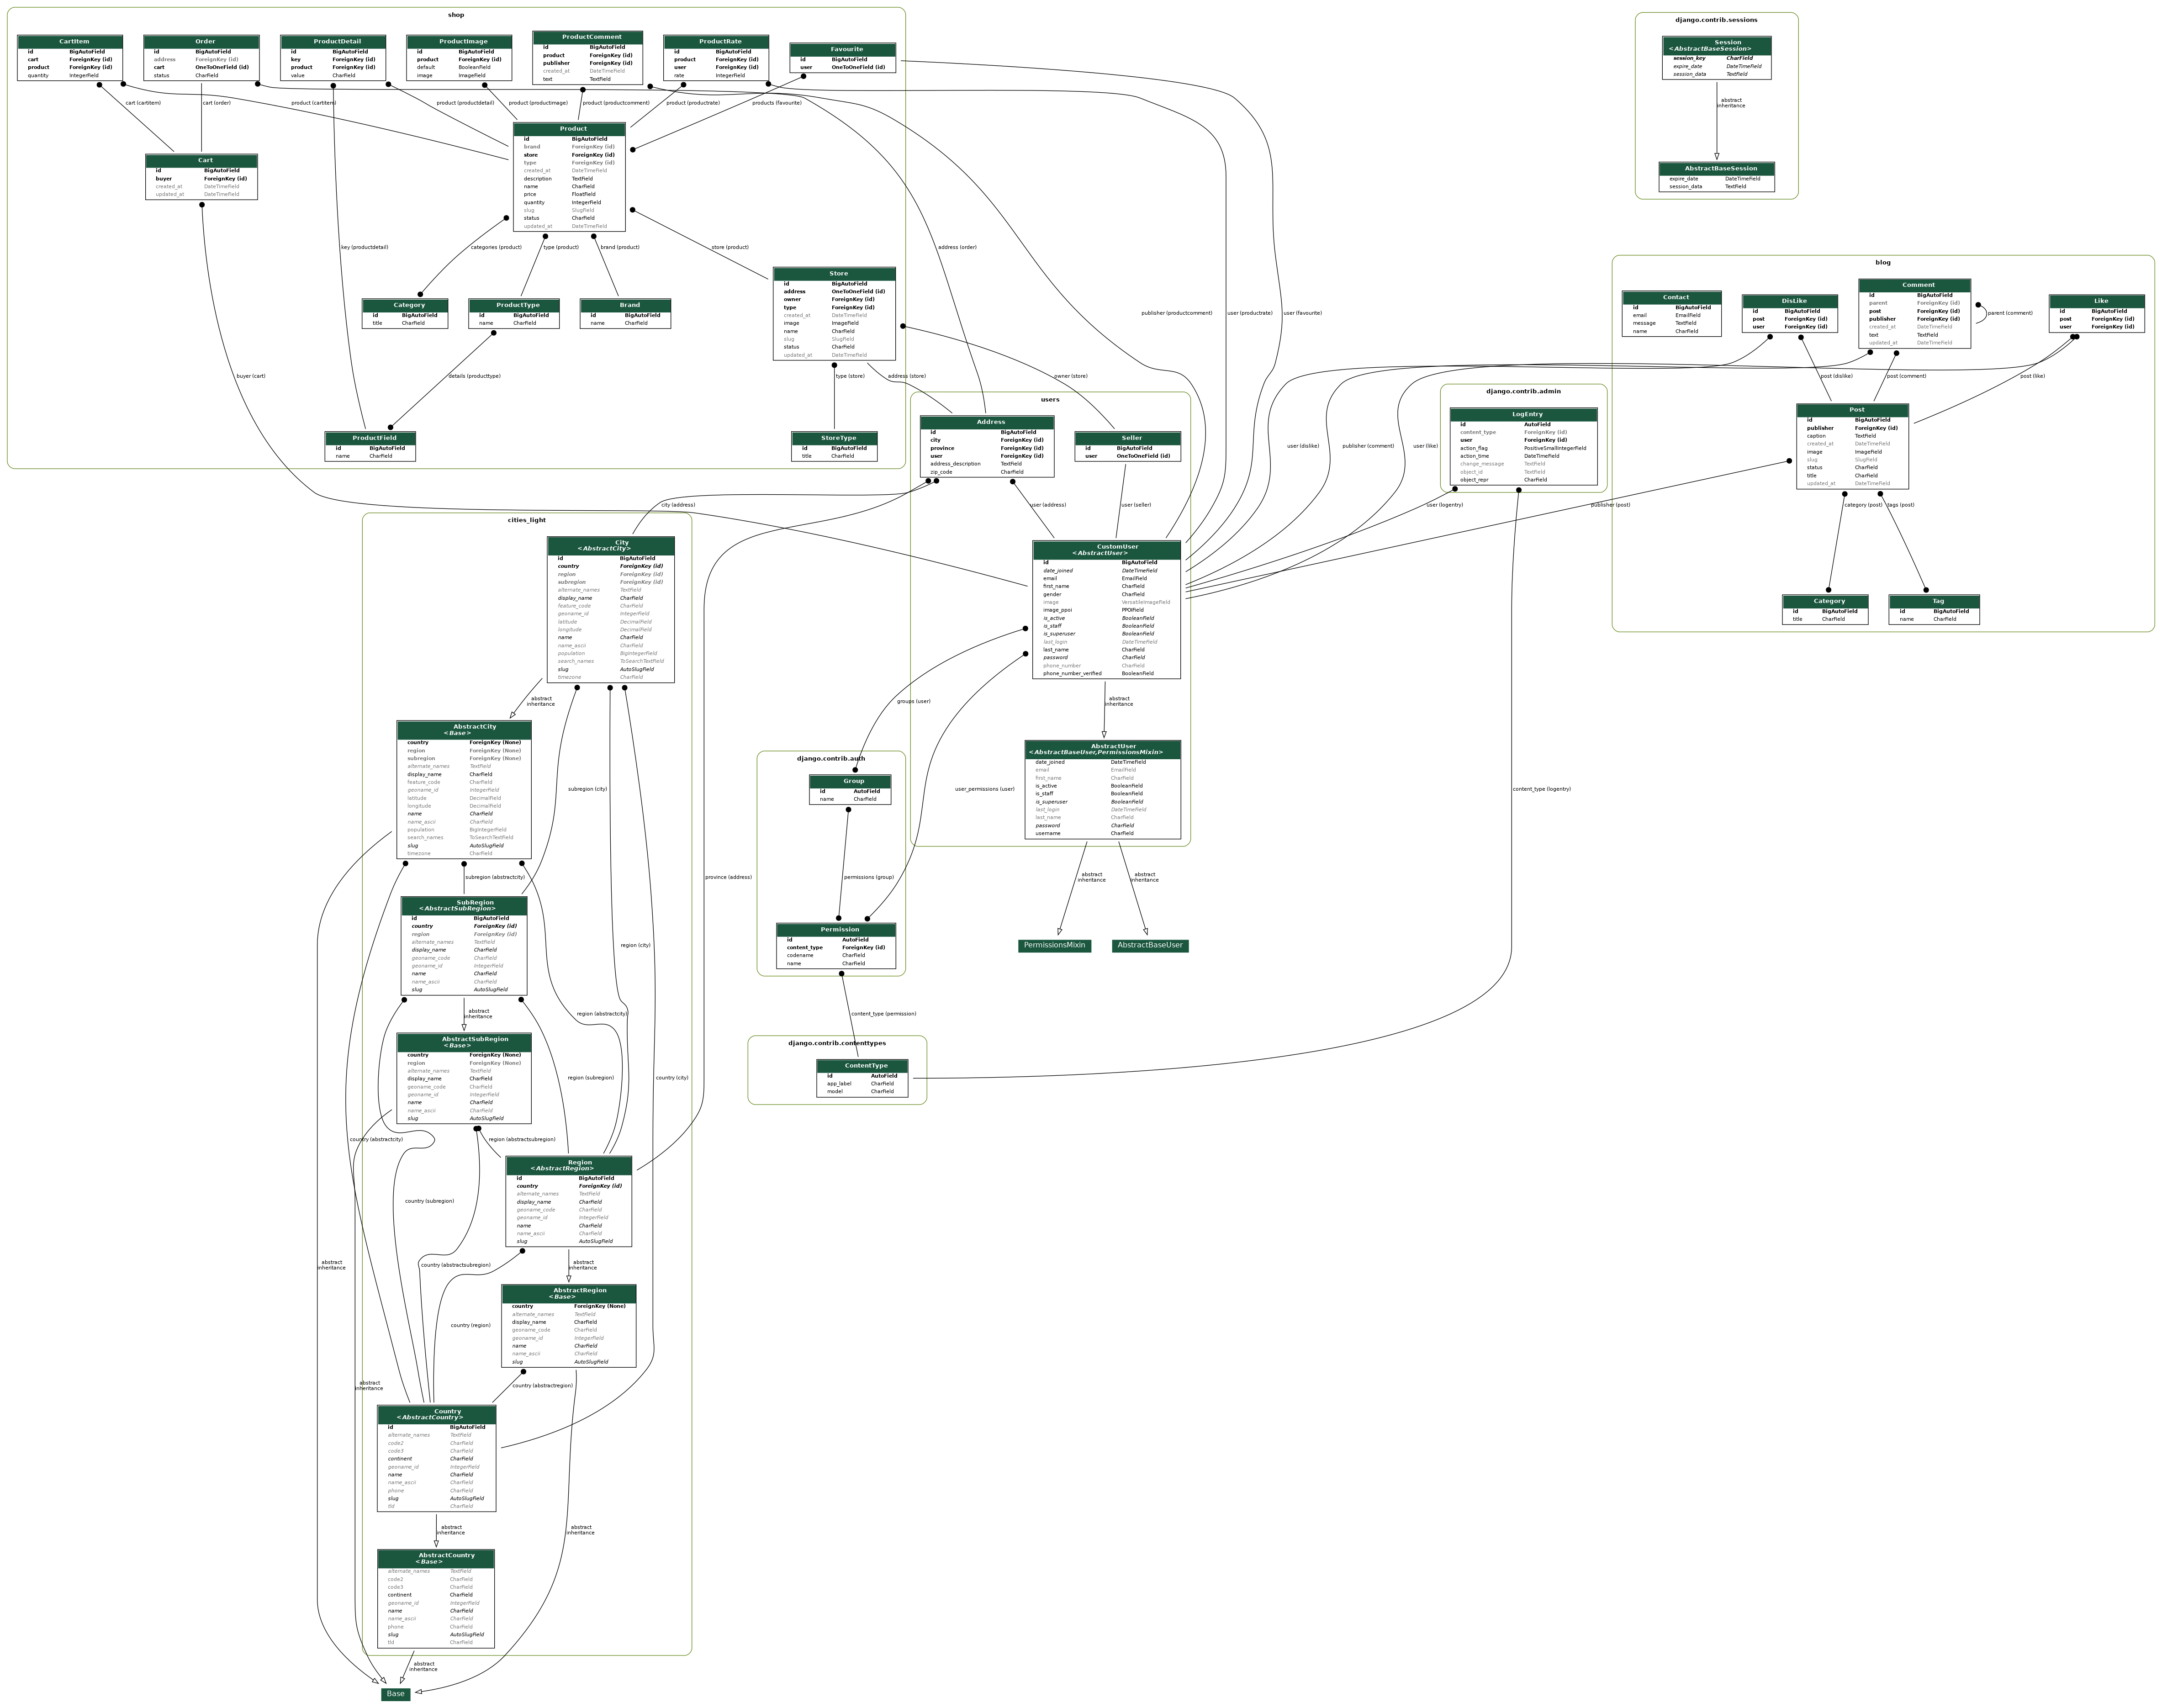 shop
CartItem
id BigAutoField
cart ForeignKey (id)
product ForeignKey (id)
quantity IntegerField
Order
id BigAutoField
address ForeignKey (id)
cart OneToOneField (id)
status CharField
ProductDetail
id BigAutoField
key ForeignKey (id)
product ForeignKey (id)
value CharField
ProductImage
id BigAutoField
product ForeignKey (id)
default BooleanField
image ImageField
ProductComment
id BigAutoField
product ForeignKey (id)
publisher ForeignKey (id)
created_at DateTimeField
text TextField
ProductRate
id BigAutoField
product ForeignKey (id)
user ForeignKey (id)
rate IntegerField
Favourite
id BigAutoField
user OneToOneField (id)
cart (cartitem)
cart (order)
product (cartitem)
product (productdetail)
product (productimage)
product (productcomment)
product (productrate)
products (favourite)
Cart
id BigAutoField
buyer ForeignKey (id)
created_at DateTimeField
updated_at DateTimeField
Product
id BigAutoField
brand ForeignKey (id)
store ForeignKey (id)
type ForeignKey (id)
created_at DateTimeField
description TextField
name CharField
price FloatField
quantity IntegerField
slug SlugField
status CharField
updated_at DateTimeField
key (productdetail)
categories (product)
type (product)
brand (product)
store (product)
address (order)
Category
id BigAutoField
title CharField
ProductType
id BigAutoField
name CharField
Brand
id BigAutoField
name CharField
Store
id BigAutoField
address OneToOneField (id)
owner ForeignKey (id)
type ForeignKey (id)
created_at DateTimeField
image ImageField
name CharField
slug SlugField
status CharField
updated_at DateTimeField
publisher (productcomment)
user (productrate)
user (favourite)
buyer (cart)
details (producttype)
type (store)
address (store)
owner (store)
ProductField
id BigAutoField
name CharField
StoreType
id BigAutoField
title CharField
users
Address
id BigAutoField
city ForeignKey (id)
province ForeignKey (id)
user ForeignKey (id)
address_description TextField
zip_code CharField
Seller
id BigAutoField
user OneToOneField (id)
city (address)
user (address)
user (seller)
CustomUser
<AbstractUser>
id BigAutoField
date_joined DateTimeField
email EmailField
first_name CharField
gender CharField
image VersatileImageField
image_ppoi PPOIField
is_active BooleanField
is_staff BooleanField
is_superuser BooleanField
last_login DateTimeField
last_name CharField
password CharField
phone_number CharField
phone_number_verified BooleanField
groups (user)
abstract
inheritance
user_permissions (user)
AbstractUser
<AbstractBaseUser,PermissionsMixin>
date_joined DateTimeField
email EmailField
first_name CharField
is_active BooleanField
is_staff BooleanField
is_superuser BooleanField
last_login DateTimeField
last_name CharField
password CharField
username CharField
abstract
inheritance
abstract
inheritance
PermissionsMixin
AbstractBaseUser
django.contrib.sessions
Session
<AbstractBaseSession>
session_key CharField
expire_date DateTimeField
session_data TextField
abstract
inheritance
AbstractBaseSession
expire_date DateTimeField
session_data TextField
blog
Contact
id BigAutoField
email EmailField
message TextField
name CharField
DisLike
id BigAutoField
post ForeignKey (id)
user ForeignKey (id)
Comment
id BigAutoField
parent ForeignKey (id)
post ForeignKey (id)
publisher ForeignKey (id)
created_at DateTimeField
text TextField
updated_at DateTimeField
parent (comment)
Like
id BigAutoField
post ForeignKey (id)
user ForeignKey (id)
post (dislike)
post (comment)
post (like)
Post
id BigAutoField
publisher ForeignKey (id)
caption TextField
created_at DateTimeField
image ImageField
slug SlugField
status CharField
title CharField
updated_at DateTimeField
publisher (post)
category (post)
tags (post)
Category
id BigAutoField
title CharField
Tag
id BigAutoField
name CharField
django.contrib.admin
LogEntry
id AutoField
content_type ForeignKey (id)
user ForeignKey (id)
action_flag PositiveSmallIntegerField
action_time DateTimeField
change_message TextField
object_id TextField
object_repr CharField
user (dislike)
publisher (comment)
user (like)
user (logentry)
content_type (logentry)
django.contrib.auth
Group
id AutoField
name CharField
permissions (group)
Permission
id AutoField
content_type ForeignKey (id)
codename CharField
name CharField
content_type (permission)
django.contrib.contenttypes
ContentType
id AutoField
app_label CharField
model CharField
cities_light
City
<AbstractCity>
id BigAutoField
country ForeignKey (id)
region ForeignKey (id)
subregion ForeignKey (id)
alternate_names TextField
display_name CharField
feature_code CharField
geoname_id IntegerField
latitude DecimalField
longitude DecimalField
name CharField
name_ascii CharField
population BigIntegerField
search_names ToSearchTextField
slug AutoSlugField
timezone CharField
abstract
inheritance
subregion (city)
province (address)
region (city)
country (city)
AbstractCity
<Base>
country ForeignKey (None)
region ForeignKey (None)
subregion ForeignKey (None)
alternate_names TextField
display_name CharField
feature_code CharField
geoname_id IntegerField
latitude DecimalField
longitude DecimalField
name CharField
name_ascii CharField
population BigIntegerField
search_names ToSearchTextField
slug AutoSlugField
timezone CharField
subregion (abstractcity)
SubRegion
<AbstractSubRegion>
id BigAutoField
country ForeignKey (id)
region ForeignKey (id)
alternate_names TextField
display_name CharField
geoname_code CharField
geoname_id IntegerField
name CharField
name_ascii CharField
slug AutoSlugField
abstract
inheritance
region (abstractcity)
region (subregion)
AbstractSubRegion
<Base>
country ForeignKey (None)
region ForeignKey (None)
alternate_names TextField
display_name CharField
geoname_code CharField
geoname_id IntegerField
name CharField
name_ascii CharField
slug AutoSlugField
country (abstractcity)
region (abstractsubregion)
Region
<AbstractRegion>
id BigAutoField
country ForeignKey (id)
alternate_names TextField
display_name CharField
geoname_code CharField
geoname_id IntegerField
name CharField
name_ascii CharField
slug AutoSlugField
country (subregion)
abstract
inheritance
country (abstractsubregion)
abstract
inheritance
AbstractRegion
<Base>
country ForeignKey (None)
alternate_names TextField
display_name CharField
geoname_code CharField
geoname_id IntegerField
name CharField
name_ascii CharField
slug AutoSlugField
country (region)
abstract
inheritance
country (abstractregion)
Country
<AbstractCountry>
id BigAutoField
alternate_names TextField
code2 CharField
code3 CharField
continent CharField
geoname_id IntegerField
name CharField
name_ascii CharField
phone CharField
slug AutoSlugField
tld CharField
abstract
inheritance
abstract
inheritance
AbstractCountry
<Base>
alternate_names TextField
code2 CharField
code3 CharField
continent CharField
geoname_id IntegerField
name CharField
name_ascii CharField
phone CharField
slug AutoSlugField
tld CharField
abstract
inheritance
Base